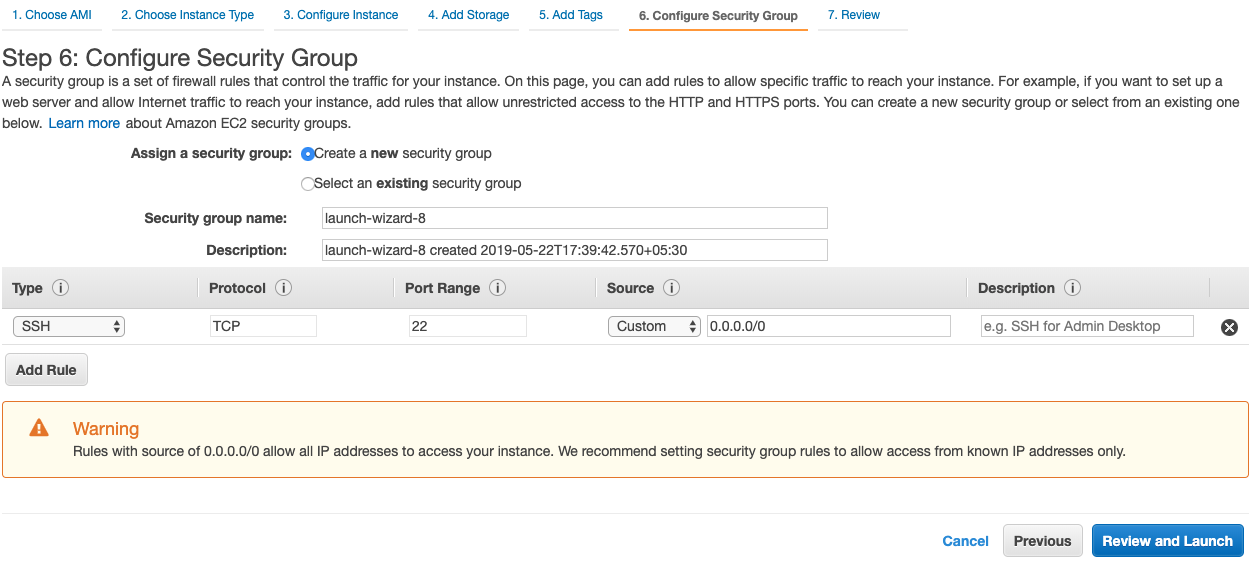 1. Choose AMI 2. Choose Instance Type 3. Configure Instance 4. Add Storage 5. Add Tags 6. Configure Security Group 7. Review
Step 6: Configure Security Group
A security group is a set of firewall rules that control the traffic for your instance. On this page, you can add rules to allow specific traffic to reach your instance. For example, if you want to set up a
web server and allow Internet traffic to reach your instance, add rules that allow unrestricted access to the HTTP and HTTPS ports. You can create a new security group or select from an existing one
below. Learn more about Amazon EC2 security groups.
Assign a security group: Create a new security group
Select an existing security group
Security group name: launch-wizard-8
Description: launch-wizard-8 created 2019-05-22T17:39:42.570+05:30
Type i Protocol i Port Range i Source i Description i
SSH TCP 22 Custom 0.0.0.0/0 e.g. SSH for Admin Desktop
Add Rule
Warning
Rules with source of 0.0.0.0/0 allow all IP addresses to access your instance. We recommend setting security group rules to allow access from known IP addresses only.
Cancel Previous Review and Launch